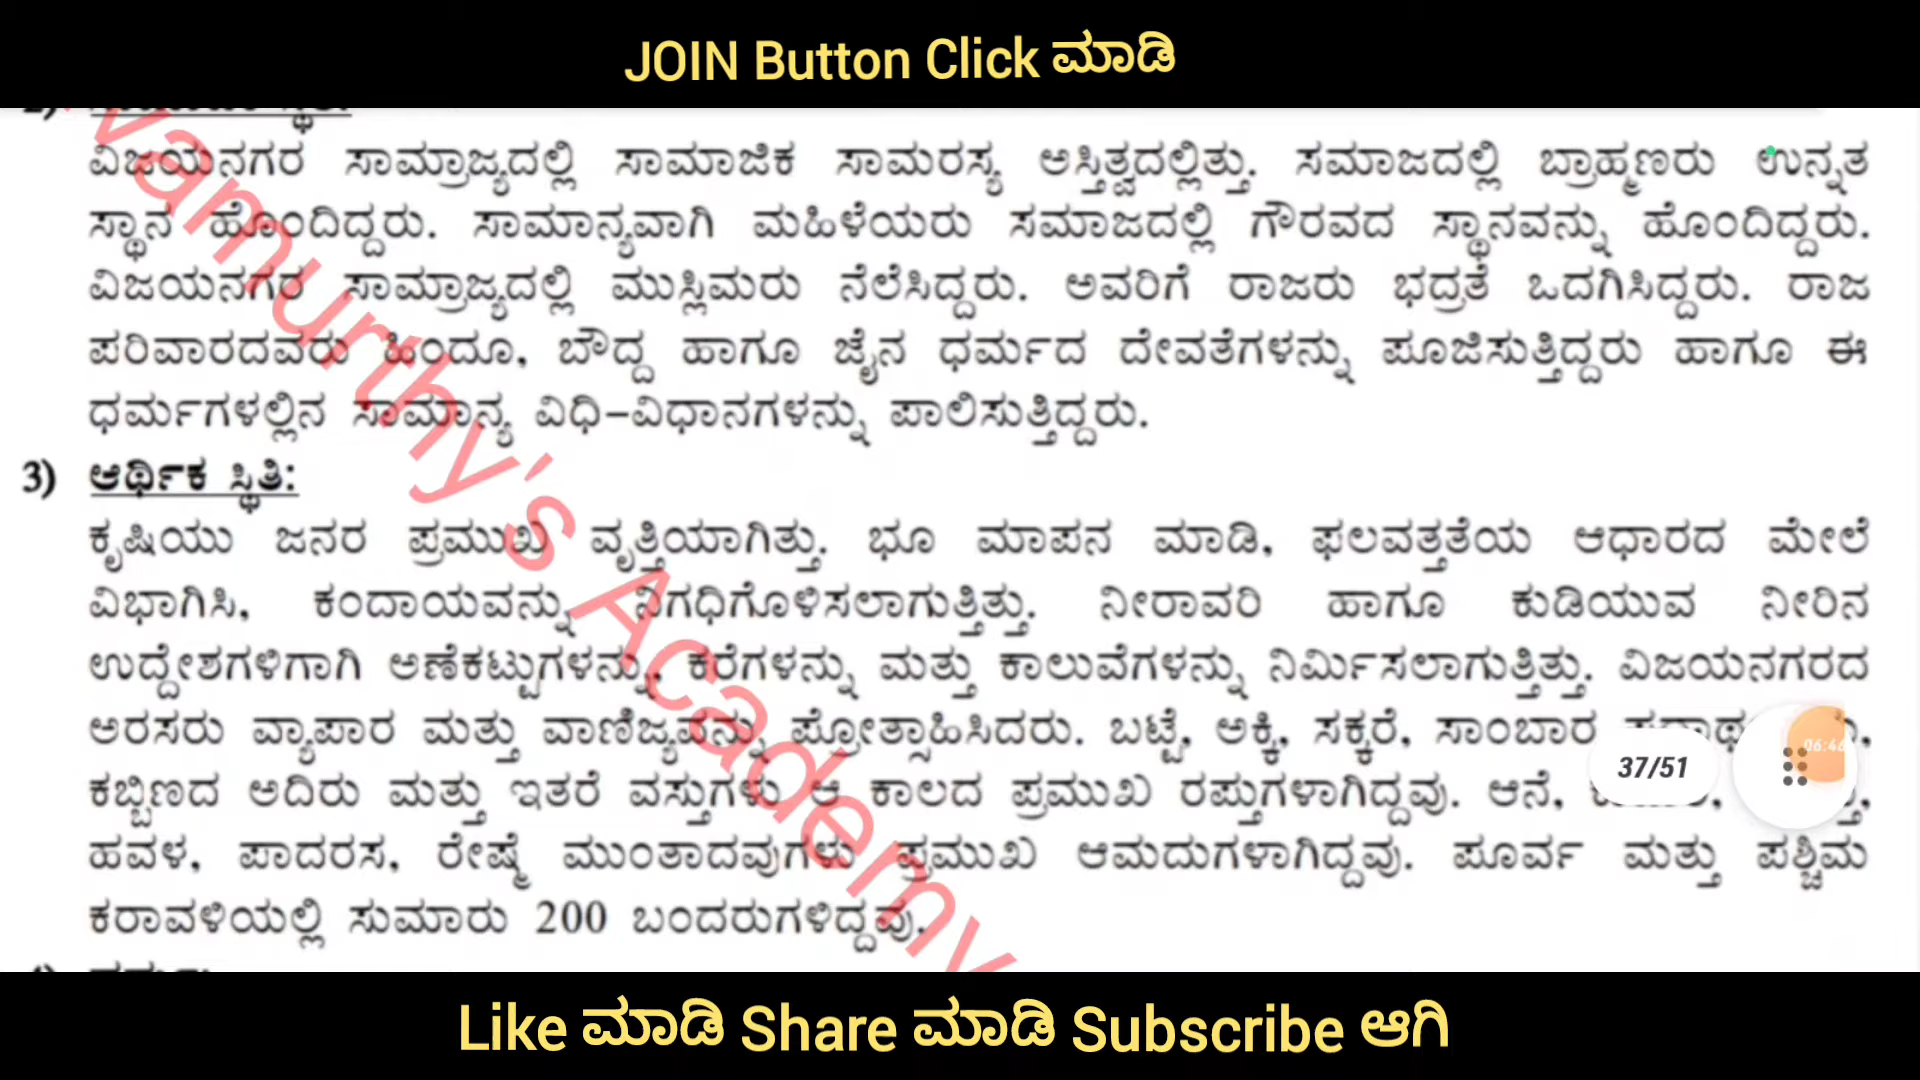 JOIN Button Click ಮಾಡಿ
ವಿಜಯನಗರ ಸಾಮ್ರಾಜ್ಯದಲ್ಲಿ ಸಾಮಾಜಿಕ ಸಾಮರಸ್ಯ ಅಸ್ತಿತ್ವದಲ್ಲಿತ್ತು. ಸಮಾಜದಲ್ಲಿ ಬ್ರಾಹ್ಮಣರು ಉನ್ನತ
ಸ್ಥಾನ ಹೊಂದಿದ್ದರು. ಸಾಮಾನ್ಯವಾಗಿ ಮಹಿಳೆಯರು ಸಮಾಜದಲ್ಲಿ ಗೌರವದ ಸ್ಥಾನವನ್ನು ಹೊಂದಿದ್ದರು.
ವಿಜಯನಗರ ಸಾಮ್ರಾಜ್ಯದಲ್ಲಿ ಮುಸ್ಲಿಮರು ನೆಲೆಸಿದ್ದರು. ಅವರಿಗೆ ರಾಜರು ಭದ್ರತೆ ಒದಗಿಸಿದ್ದರು. ರಾಜ
ಪರಿವಾರದವರು ಹಿಂದೂ, ಬೌದ್ಧ ಹಾಗೂ ಜೈನ ಧರ್ಮದ ದೇವತೆಗಳನ್ನು ಪೂಜಿಸುತ್ತಿದ್ದರು ಹಾಗೂ ಈ
ಧರ್ಮಗಳಲ್ಲಿನ ಸಾಮಾನ್ಯ ವಿಧಿ–ವಿಧಾನಗಳನ್ನು ಪಾಲಿಸುತ್ತಿದ್ದರು.
3) ಆರ್ಥಿಕ ಸ್ಥಿತಿ:
ಕೃಷಿಯು ಜನರ ಪ್ರಮುಖ ವೃತ್ತಿಯಾಗಿತ್ತು. ಭೂ ಮಾಪನ ಮಾಡಿ, ಫಲವತ್ತತೆಯ ಆಧಾರದ ಮೇಲೆ
ವಿಭಾಗಿಸಿ, ಕಂದಾಯವನ್ನು ನಿಗಧಿಗೊಳಿಸಲಾಗುತ್ತಿತ್ತು. ನೀರಾವರಿ ಹಾಗೂ ಕುಡಿಯುವ ನೀರಿನ
ಉದ್ದೇಶಗಳಿಗಾಗಿ ಅಣೆಕಟ್ಟುಗಳನ್ನು, ಕೆರೆಗಳನ್ನು ಮತ್ತು ಕಾಲುವೆಗಳನ್ನು ನಿರ್ಮಿಸಲಾಗುತ್ತಿತ್ತು. ವಿಜಯನಗರದ
ಅರಸರು ವ್ಯಾಪಾರ ಮತ್ತು ವಾಣಿಜ್ಯವನ್ನು ಪ್ರೋತ್ಸಾಹಿಸಿದರು. ಬಟ್ಟೆ, ಅಕ್ಕಿ, ಸಕ್ಕರೆ, ಸಾಂಬಾರ
ಕಬ್ಬಿಣದ ಅದಿರು ಮತ್ತು ಇತರೆ ವಸ್ತುಗಳು ಆ ಕಾಲದ ಪ್ರಮುಖ ರಪ್ತುಗಳಾಗಿದ್ದವು. ಆನೆ,
ಹವಳ, ಪಾದರಸ, ರೇಷ್ಮೆ ಮುಂತಾದವುಗಳು ಪ್ರಮುಖ ಆಮದುಗಳಾಗಿದ್ದವು. ಪೂರ್ವ ಮತ್ತು ಪಶ್ಚಿಮ
ಕರಾವಳಿಯಲ್ಲಿ ಸುಮಾರು 200 ಬಂದರುಗಳಿದ್ದವು.
37/51
06:46
vamurthy's Academy
Like ಮಾಡಿ Share ಮಾಡಿ Subscribe ಆಗಿ